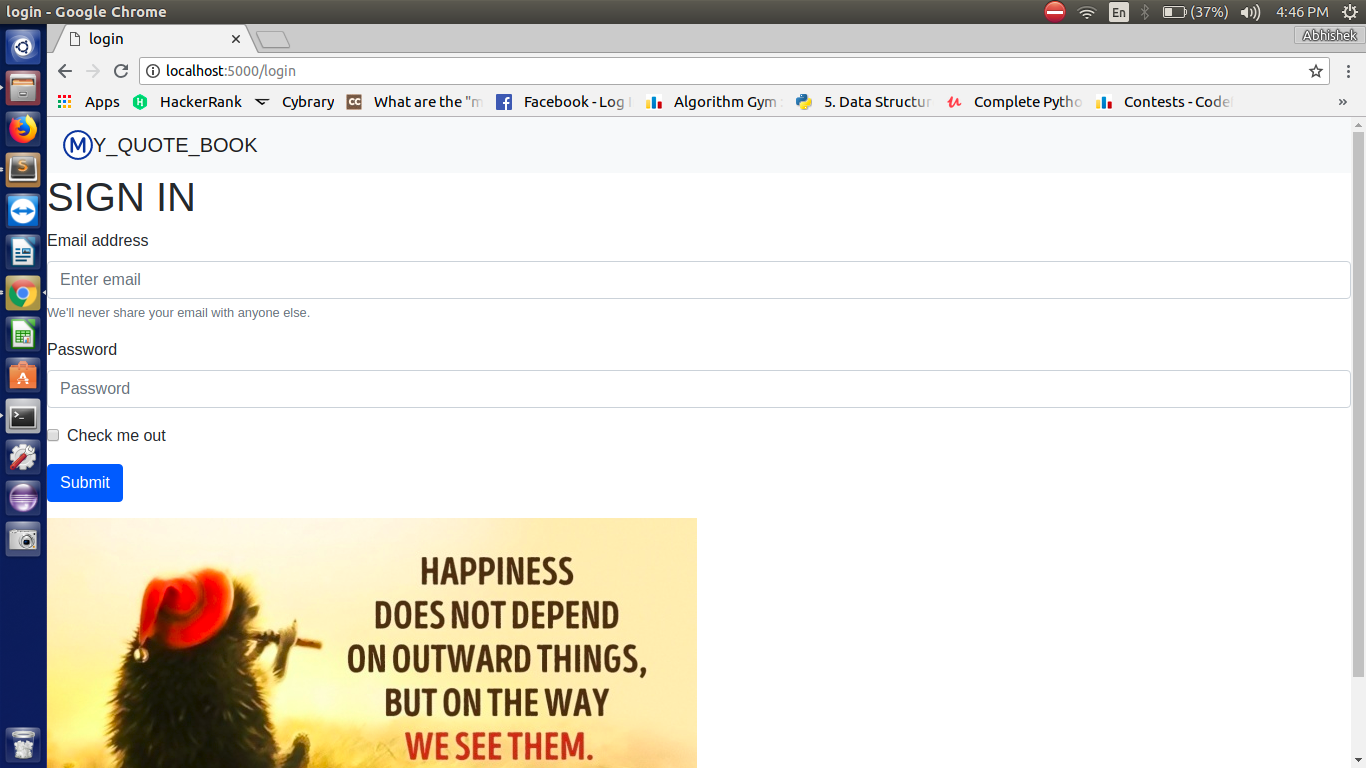 login - Google Chrome
En
(37%)
4:46 PM
login
Abhishek
localhost:5000/login
Apps
HackerRank
Cybrary
CC
What are the "m
Facebook - Log
Algorithm Gym
5. Data Structur
Complete Pytho
Contests - Code
»
MY_QUOTE_BOOK
SIGN IN
Email address
Enter email
We'll never share your email with anyone else.
Password
Password
Check me out
Submit
HAPPINESS
DOES NOT DEPEND
ON OUTWARD THINGS,
BUT ON THE WAY
WE SEE THEM.